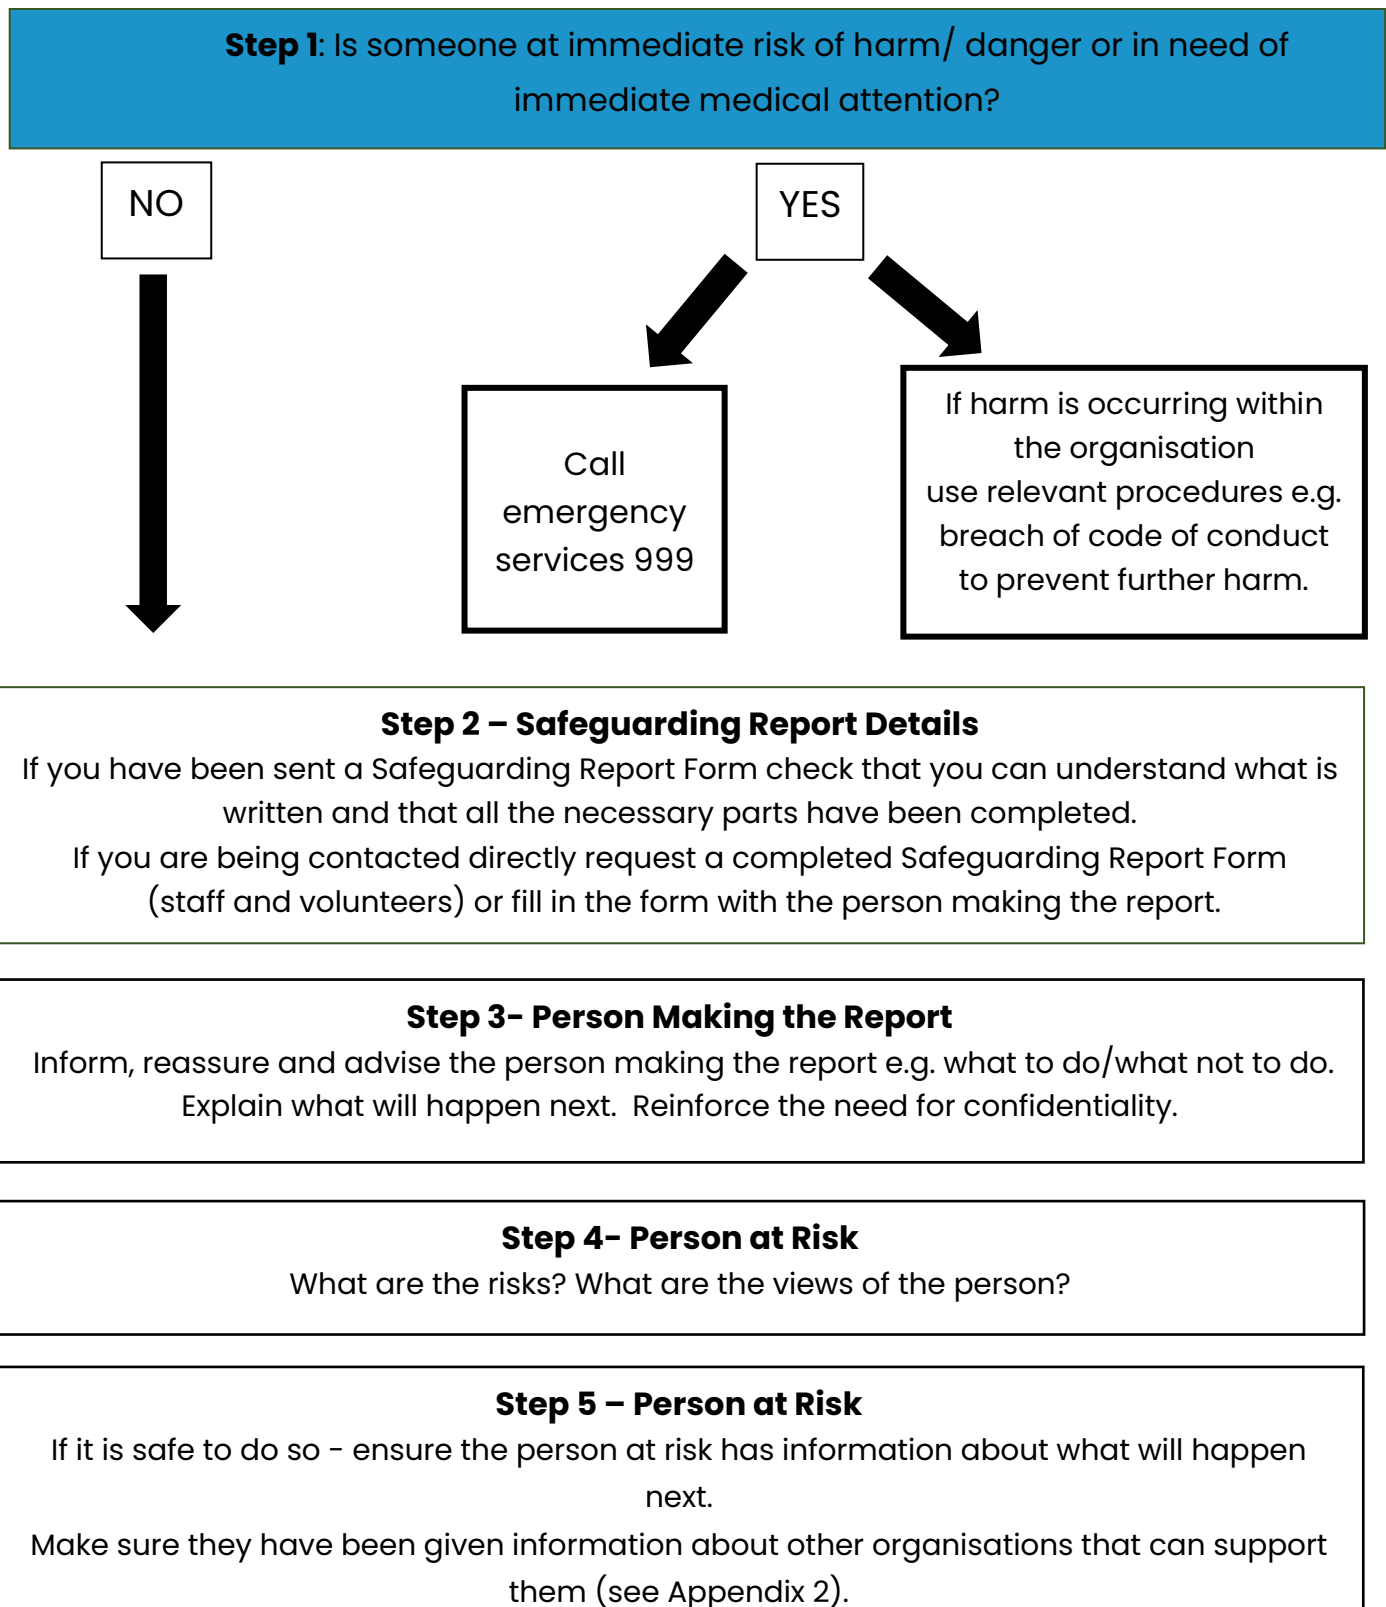 Step 1: Is someone at immediate risk of harm/ danger or in need of
immediate medical attention?
NO
YES
Call
emergency
services 999
If harm is occurring within
the organisation
use relevant procedures e.g.
breach of code of conduct
to prevent further harm.
Step 2 – Safeguarding Report Details
If you have been sent a Safeguarding Report Form check that you can understand what is
written and that all the necessary parts have been completed.
If you are being contacted directly request a completed Safeguarding Report Form
(staff and volunteers) or fill in the form with the person making the report.
Step 3- Person Making the Report
Inform, reassure and advise the person making the report e.g. what to do/what not to do.
Explain what will happen next.  Reinforce the need for confidentiality.
Step 4- Person at Risk
What are the risks? What are the views of the person?
Step 5 – Person at Risk
If it is safe to do so - ensure the person at risk has information about what will happen
next.
Make sure they have been given information about other organisations that can support
them (see Appendix 2).